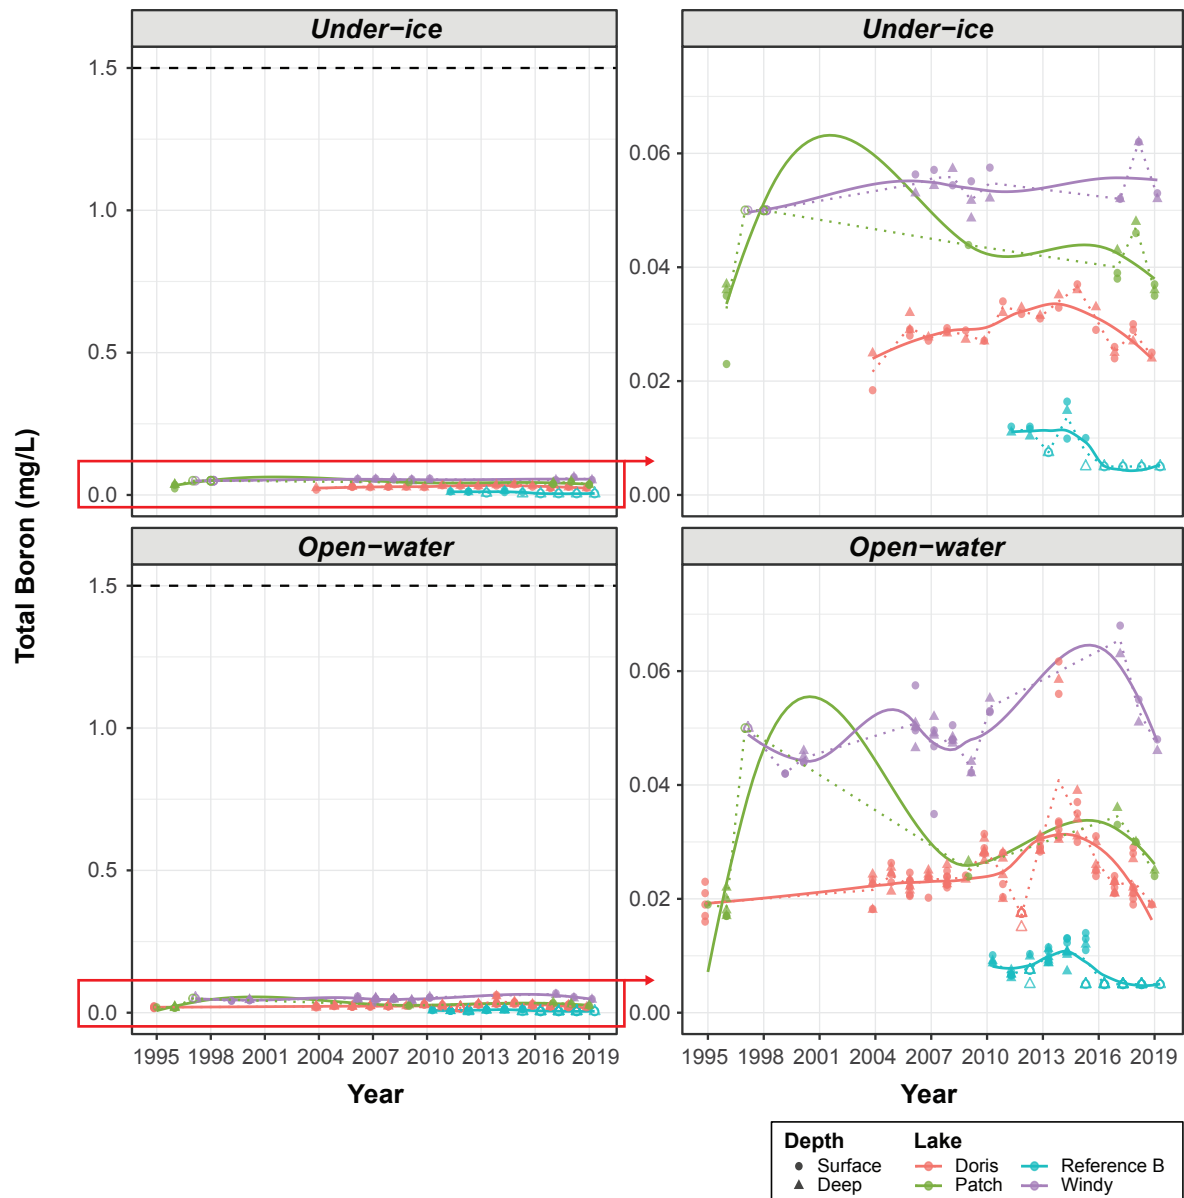 Under−ice
Under−ice
1.5
1.0
0.5
0.0
0.06
0.04
0.02
0.00
Total Boron (mg/L)
Open−water
Open−water
1.5
1.0
0.5
0.0
0.06
0.04
0.02
0.00
1995 1998 2001 2004 2007 2010 2013 2016 2019
1995 1998 2001 2004 2007 2010 2013 2016 2019
Year
Year
Depth
Surface
Deep
Lake
Doris
Patch
Reference B
Windy